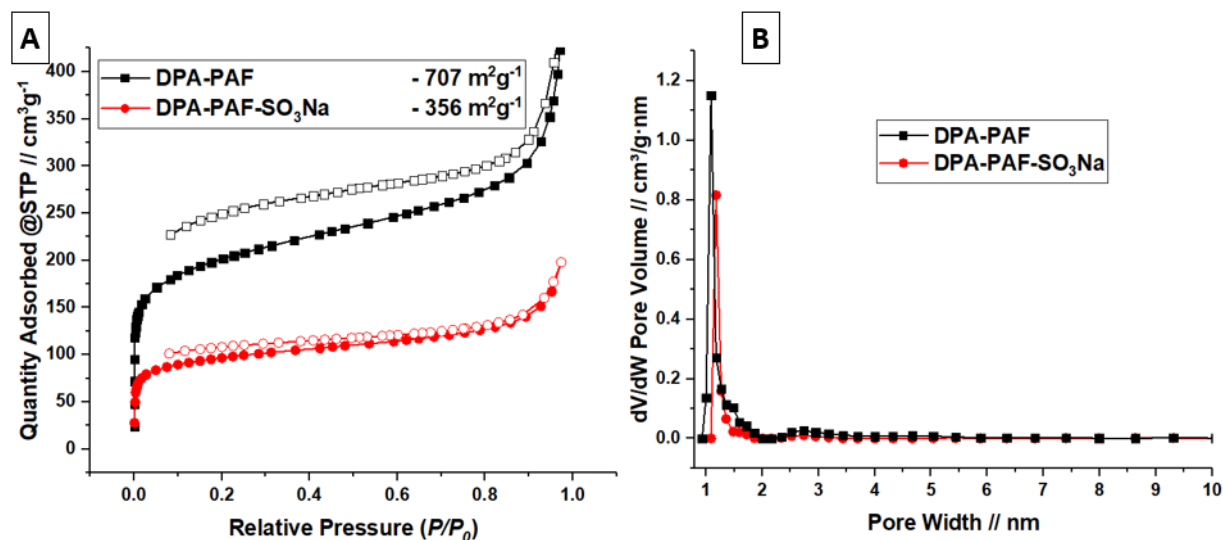 A
DPA-PAF - 707 m²g⁻¹
DPA-PAF-SO₃Na - 356 m²g⁻¹
Quantity Adsorbed @STP // cm³g⁻¹
400
350
300
250
200
150
100
50
0
0.0 0.2 0.4 0.6 0.8 1.0
Relative Pressure (P/P₀)
B
DPA-PAF
DPA-PAF-SO₃Na
dV/dW Pore Volume // cm³/g·nm
1.2
1.0
0.8
0.6
0.4
0.2
0.0
1 2 3 4 5 6 7 8 9 10
Pore Width // nm